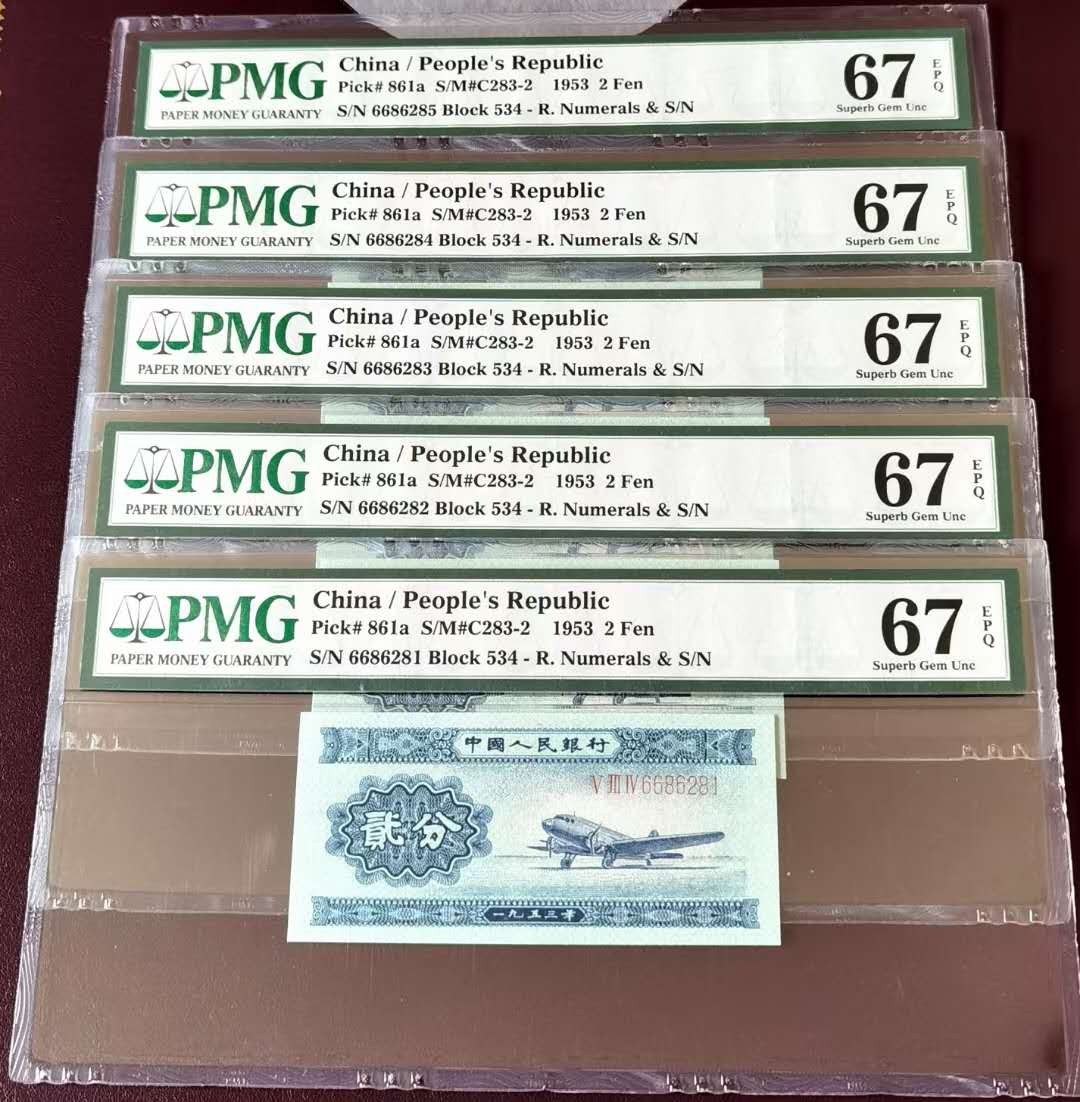 PMG
PAPER MONEY GUARANTY
China / People's Republic
Pick# 861a S/M#C283-2 1953 2 Fen
S/N 6686285 Block 534 - R. Numerals & S/N
67 EPQ
Superb Gem Unc
PMG
PAPER MONEY GUARANTY
China / People's Republic
Pick# 861a S/M#C283-2 1953 2 Fen
S/N 6686284 Block 534 - R. Numerals & S/N
67 EPQ
Superb Gem Unc
PMG
PAPER MONEY GUARANTY
China / People's Republic
Pick# 861a S/M#C283-2 1953 2 Fen
S/N 6686283 Block 534 - R. Numerals & S/N
67 EPQ
Superb Gem Unc
PMG
PAPER MONEY GUARANTY
China / People's Republic
Pick# 861a S/M#C283-2 1953 2 Fen
S/N 6686282 Block 534 - R. Numerals & S/N
67 EPQ
Superb Gem Unc
PMG
PAPER MONEY GUARANTY
China / People's Republic
Pick# 861a S/M#C283-2 1953 2 Fen
S/N 6686281 Block 534 - R. Numerals & S/N
67 EPQ
Superb Gem Unc
中國人民銀行
V III IV 6686281
貳分
一九五三年